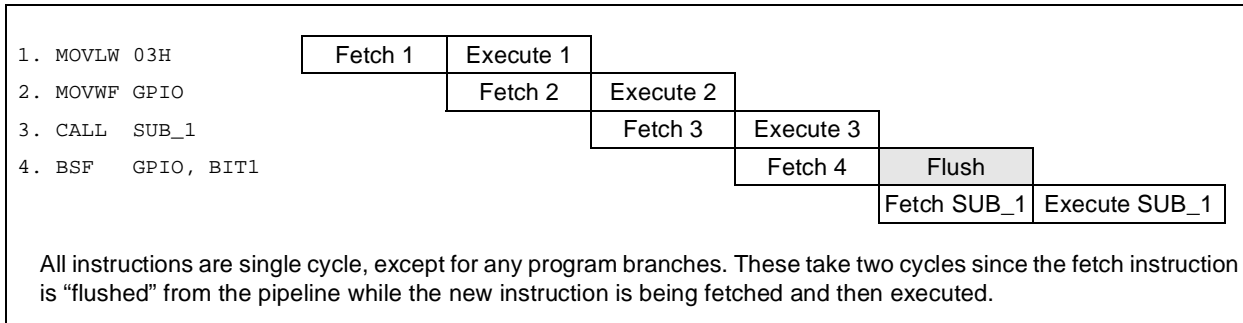 1. MOVLW 03H Fetch 1 Execute 1
2. MOVWF GPIO Fetch 2 Execute 2
3. CALL SUB_1 Fetch 3 Execute 3
4. BSF GPIO, BIT1 Fetch 4 Flush
Fetch SUB_1 Execute SUB_1
All instructions are single cycle, except for any program branches. These take two cycles since the fetch instruction
is “flushed” from the pipeline while the new instruction is being fetched and then executed.